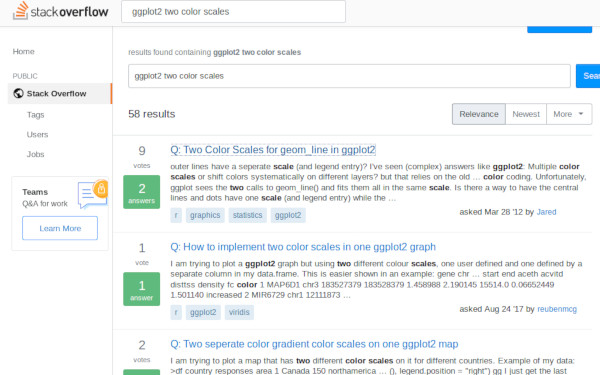 stackoverflow
ggplot2 two color scales
Home
PUBLIC
Stack Overflow
Tags
Users
Jobs
Teams
Q&A for work
Learn More
results found containing ggplot2 two color scales
ggplot2 two color scales
Sear
58 results
Relevance Newest More
9
votes
2
answers
Q: Two Color Scales for geom_line in ggplot2
outer lines have a seperate scale (and legend entry)? I've seen (complex) answers like ggplot2: Multiple color
scales or shift colors systematically on different layers? but that relies on the old … color coding. Unfortunately,
ggplot sees the two calls to geom_line() and fits them all in the same scale. Is there a way to have the central
lines and dots have one scale (and legend entry) while the …
r graphics statistics ggplot2
asked Mar 28 '12 by Jared
1
vote
1
answer
Q: How to implement two color scales in one ggplot2 graph
I am trying to plot a ggplot2 graph but using two different colour scales, one user defined and one defined by a
separate column in my data.frame. This is easier shown in an example: gene chr … start end aceth acvitd
disttss density fc color 1 MAP6D1 chr3 183527379 183528379 1.458988 2.190145 15514.0 0.06652449
1.501140 increased 2 MIR6729 chr1 12111873 …
r ggplot2 viridis
asked Aug 24 '17 by reubenmcg
2
votes
Q: Two seperate color gradient color scales on one ggplot2 map
I am trying to plot a map that has two different color scales on it for different countries. Example of my data:
>df country responses area 1 Canada 150 northamerica … (), legend.position = "right") gg I just get the last